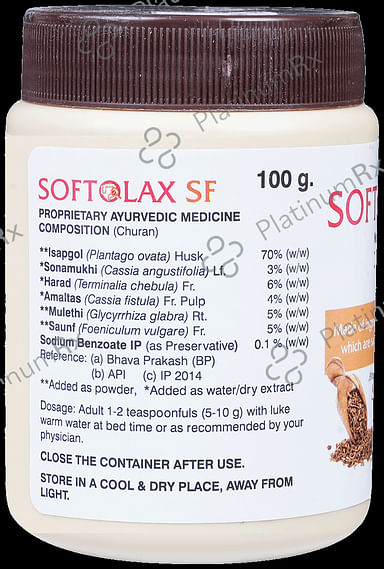 SOFTOLAX SF
100 g.
PROPRIETARY AYURVEDIC MEDICINE
COMPOSITION (Churan)
**Isapgol (Plantago ovata) Husk 70% (w/w)
*Sonamukhi (Cassia angustifolia) Lf. 3% (w/w)
*Harad (Terminalia chebula) Fr. 6% (w/w)
*Amaltas (Cassia fistula) Fr. Pulp 4% (w/w)
**Mulethi (Glycyrrhiza glabra) Rt. 5% (w/w)
**Saunf (Foeniculum vulgare) Fr. 5% (w/w)
Sodium Benzoate IP (as Preservative) 0.1 % (w/w)
Reference: (a) Bhava Prakash (BP)
(b) API (c) IP 2014
**Added as powder, *Added as water/dry extract
Dosage: Adult 1-2 teaspoonfuls (5-10 g) with luke
warm water at bed time or as recommended by your
physician.
CLOSE THE CONTAINER AFTER USE.
STORE IN A COOL & DRY PLACE, AWAY FROM
LIGHT.
SOFT
Made
which are
PlatinumRx
PlatinumRx
PlatinumRx
PlatinumRx